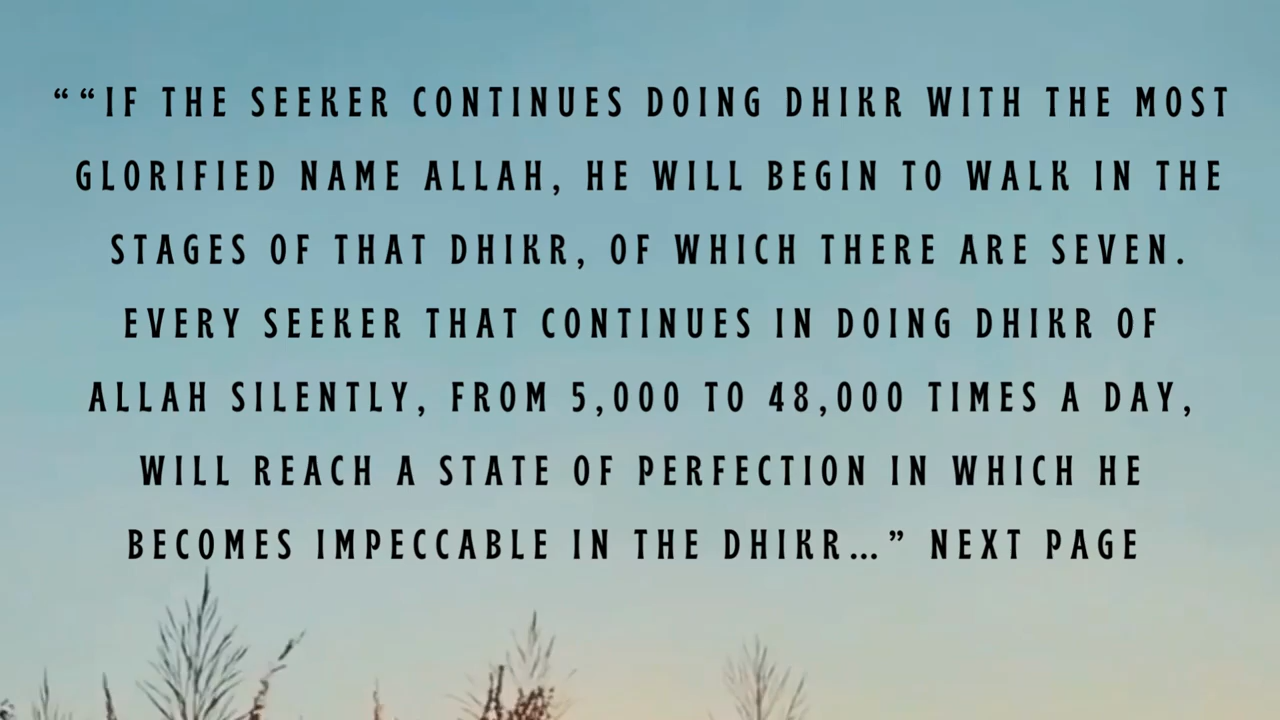 ““IF THE SEEKER CONTINUES DOING DHIKR WITH THE MOST
GLORIFIED NAME ALLAH, HE WILL BEGIN TO WALK IN THE
STAGES OF THAT DHIKR, OF WHICH THERE ARE SEVEN.
EVERY SEEKER THAT CONTINUES IN DOING DHIKR OF
ALLAH SILENTLY, FROM 5,000 TO 48,000 TIMES A DAY,
WILL REACH A STATE OF PERFECTION IN WHICH HE
BECOMES IMPECCABLE IN THE DHIKR…” NEXT PAGE